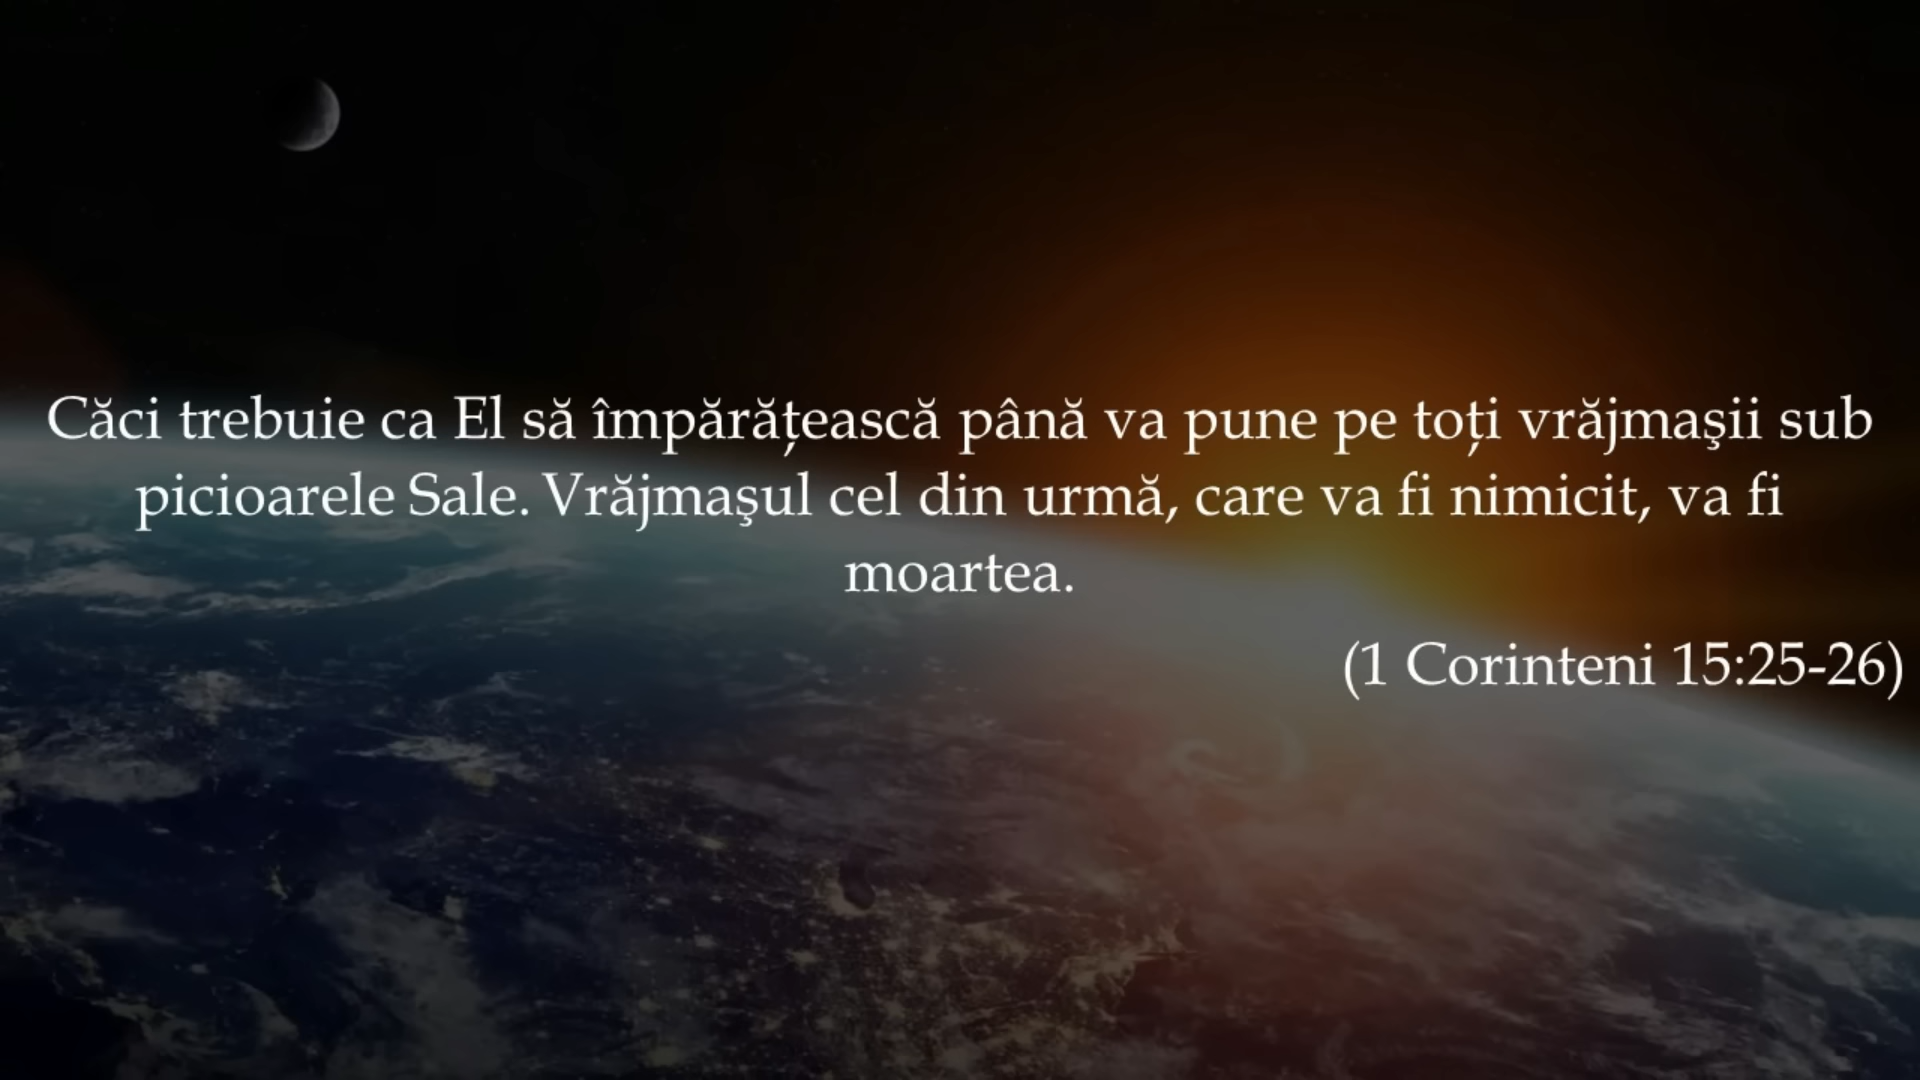 Căci trebuie ca El să împărățească până va pune pe toți vrăjmaşii sub
picioarele Sale. Vrăjmaşul cel din urmă, care va fi nimicit, va fi
moartea.
(1 Corinteni 15:25-26)